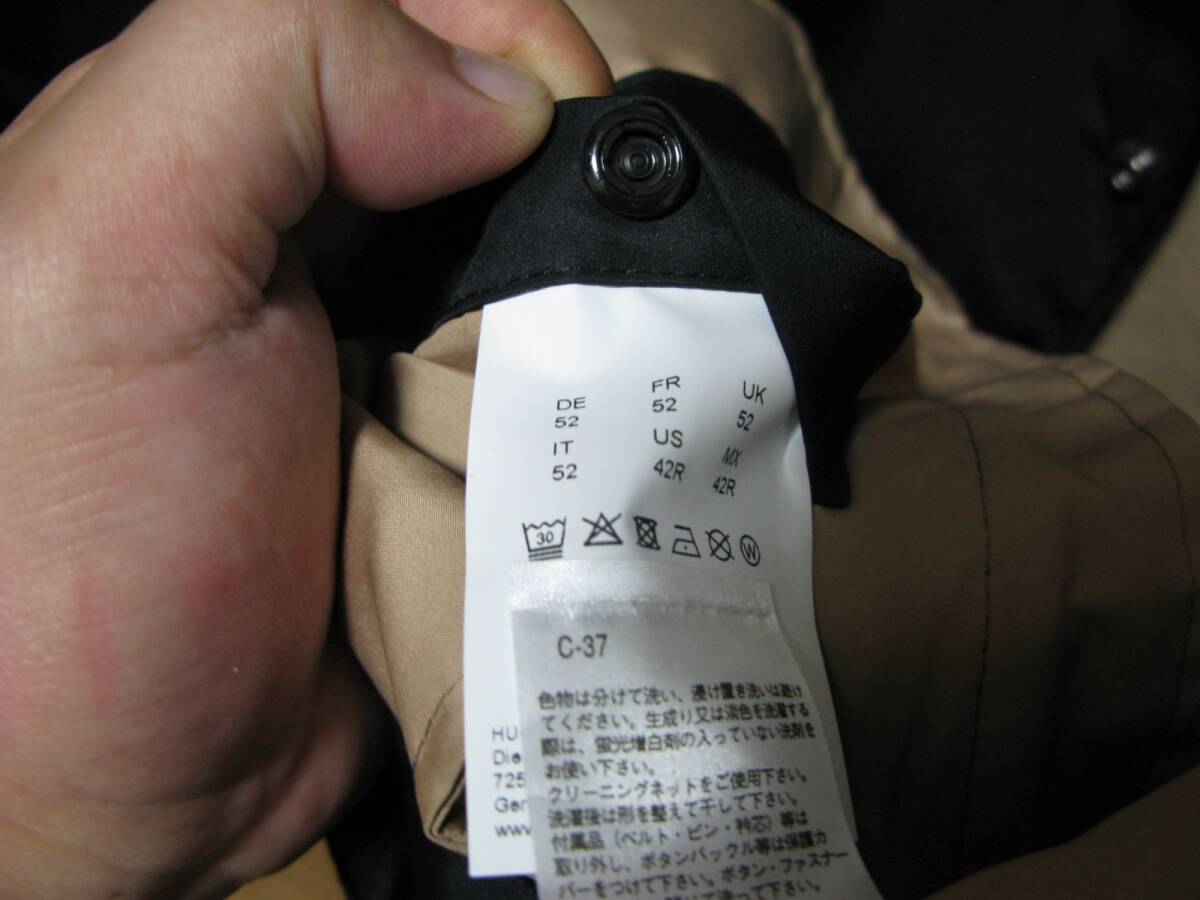 DE FR UK
52 52 52
IT US MX
52 42R 42R
30 W
C-37
色物は分けて洗い、浸け置き洗いは避け
てください。生成り又は淡色を洗濯する
際は、蛍光増白剤の入っていない洗剤を
お使い下さい。
クリーニングネットをご使用下さい。
洗濯後は形を整えて干して下さい。
付属品（ベルト・ピン・衿芯）等は
取り外し、ボタンバックル等は保護カ
バーをつけて下さい。ボタン・ファスナー
HU
Die
725
Ger
www